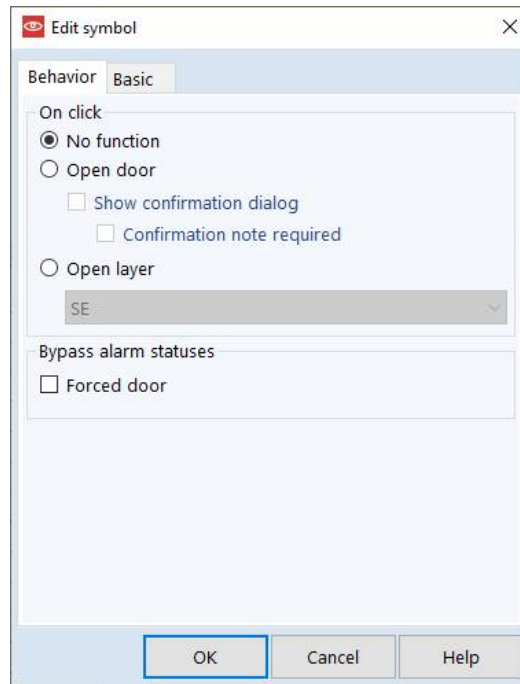 Edit symbol
Behavior Basic
On click
No function
Open door
Show confirmation dialog
Confirmation note required
Open layer
SE
Bypass alarm statuses
Forced door
OK Cancel Help